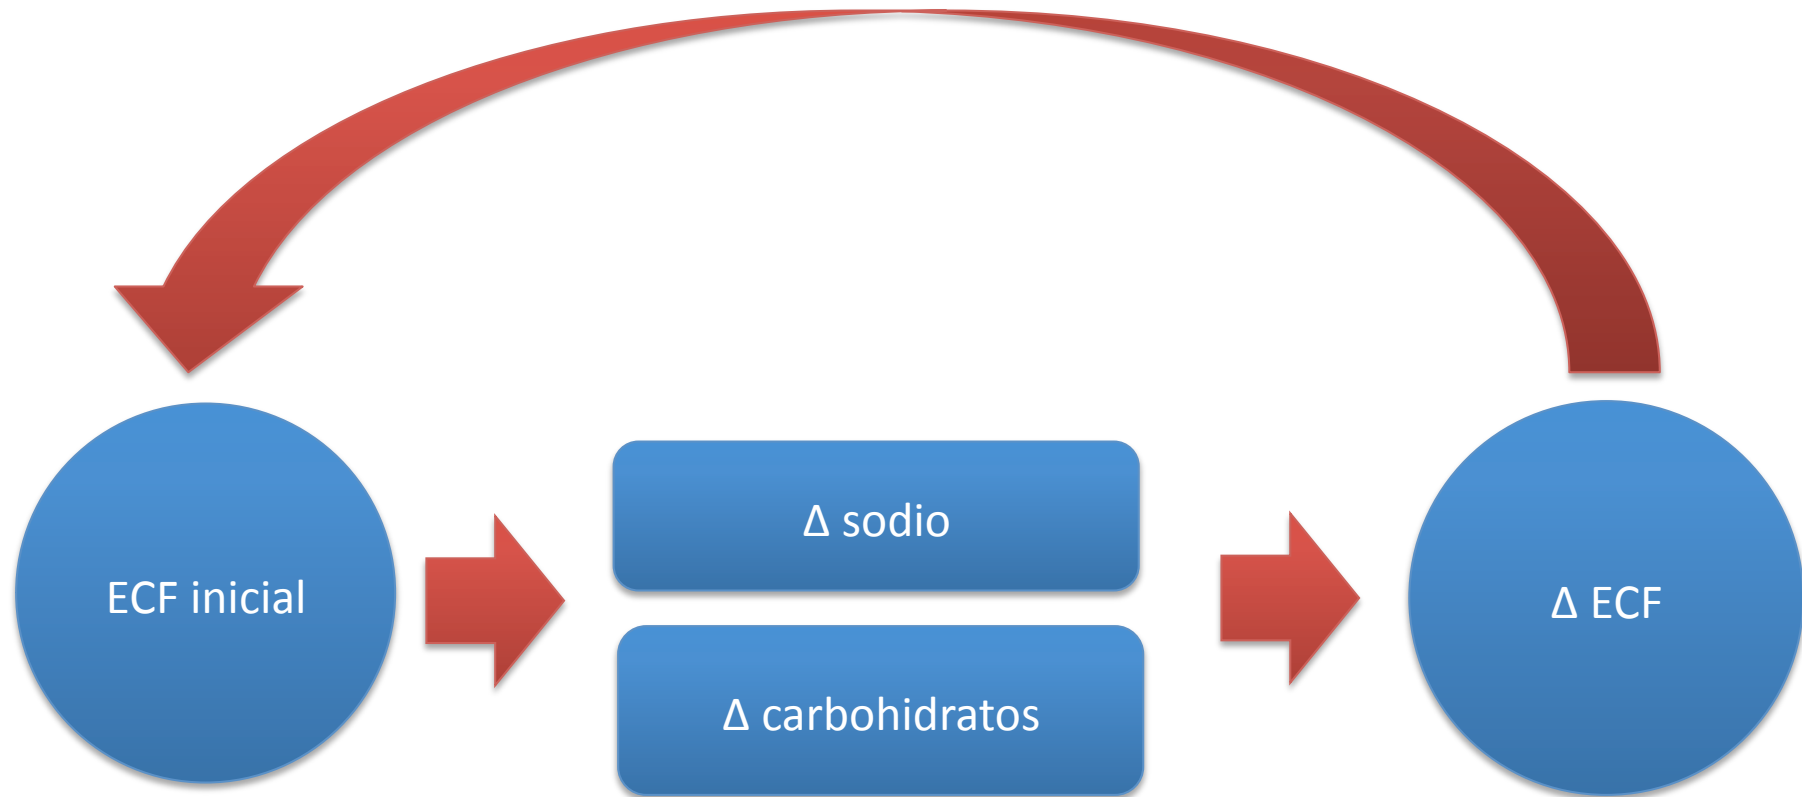 ECF inicial
Δ sodio
Δ carbohidratos
Δ ECF